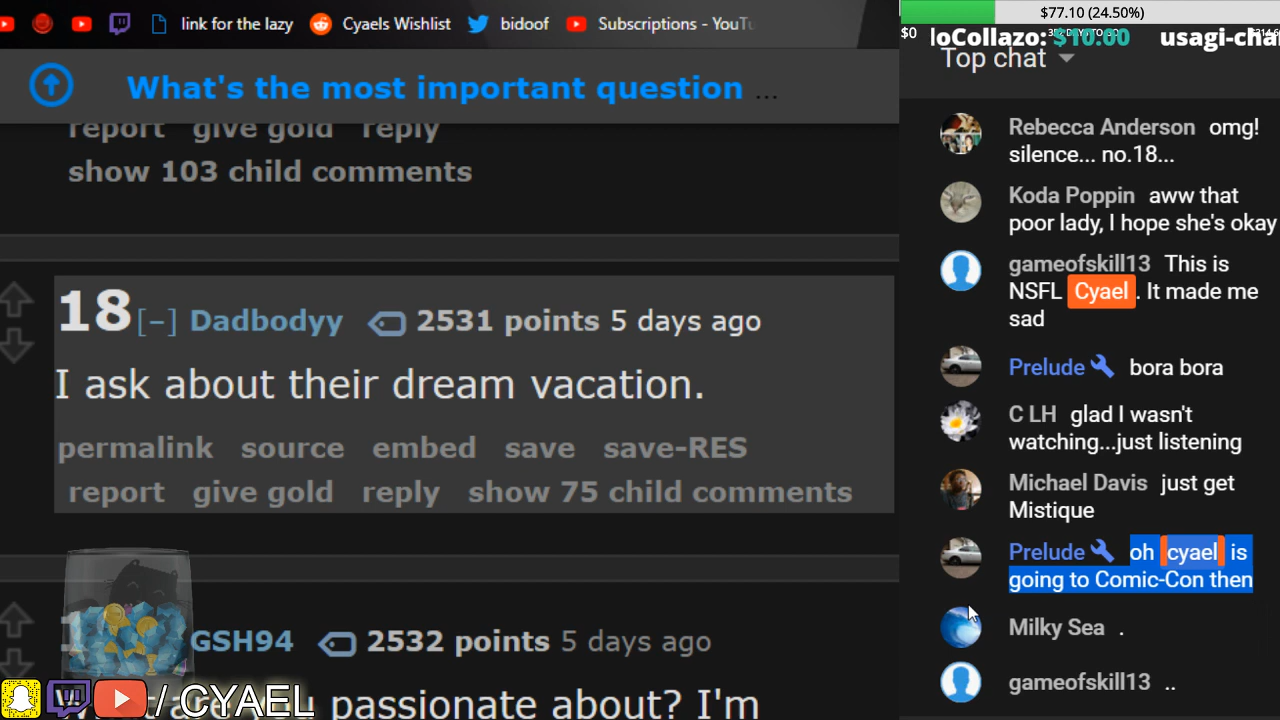 link for the lazy Cyaels Wishlist bidoof Subscriptions - YouTu
What's the most important question ...
report give gold reply
show 103 child comments
18 [–] Dadbodyy 2531 points 5 days ago
I ask about their dream vacation.
permalink source embed save save-RES
report give gold reply show 75 child comments
GSH94 2532 points 5 days ago
you passionate about? I'm
/ CYAEL
$77.10 (24.50%)
$0 loCollazo: $10.00 usagi-cha
Top chat
Rebecca Anderson omg!
silence... no.18...
Koda Poppin aww that
poor lady, I hope she's okay
gameofskill13 This is
NSFL Cyael . It made me
sad
Prelude bora bora
C LH glad I wasn't
watching...just listening
Michael Davis just get
Mistique
Prelude oh cyael is
going to Comic-Con then
Milky Sea .
gameofskill13 ..